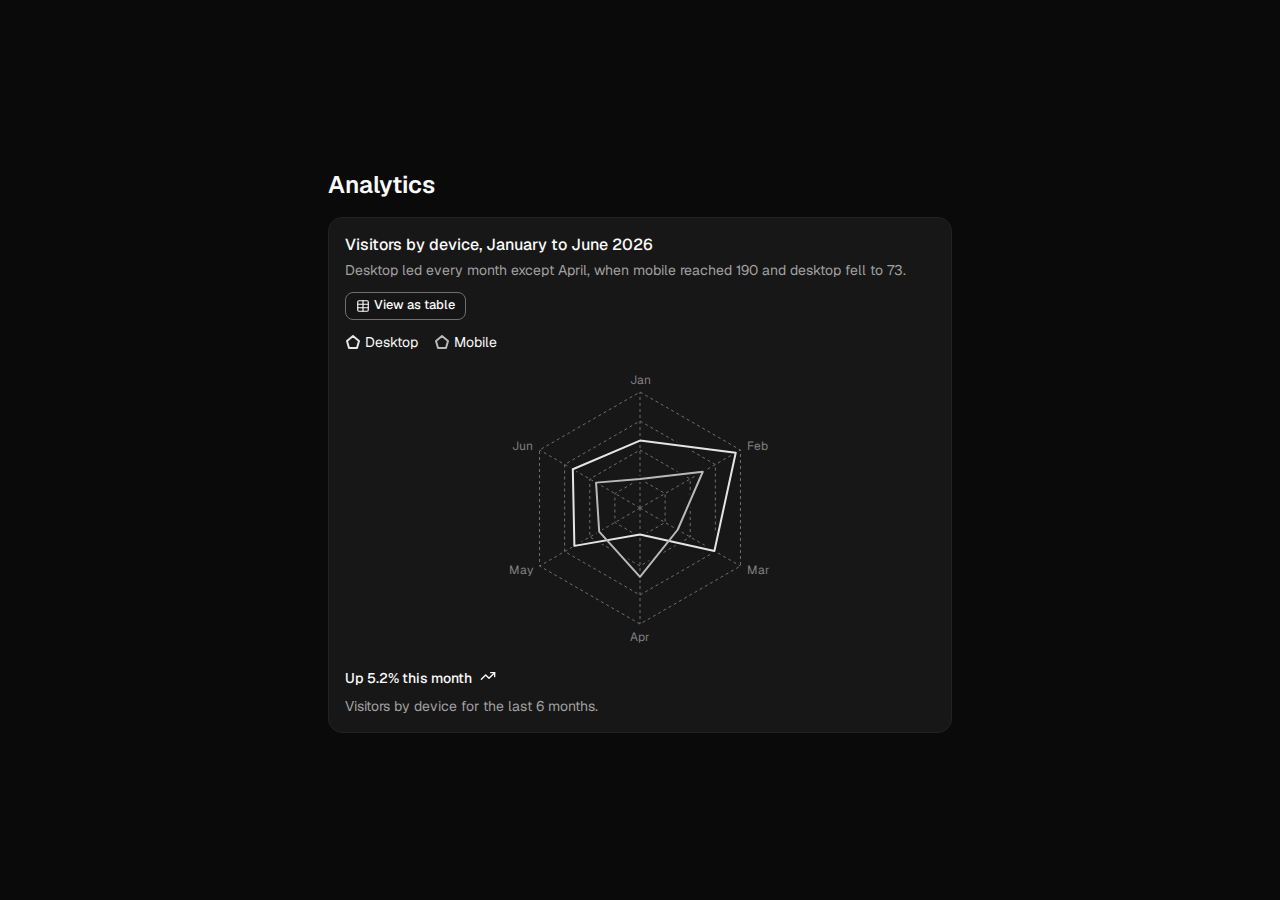 Analytics
Visitors by device, January to June 2026
Desktop led every month except April, when mobile reached 190 and desktop fell to 73.
View as table
Desktop Mobile
Jan
Jun Feb
May Mar
Apr
Up 5.2% this month
Visitors by device for the last 6 months.